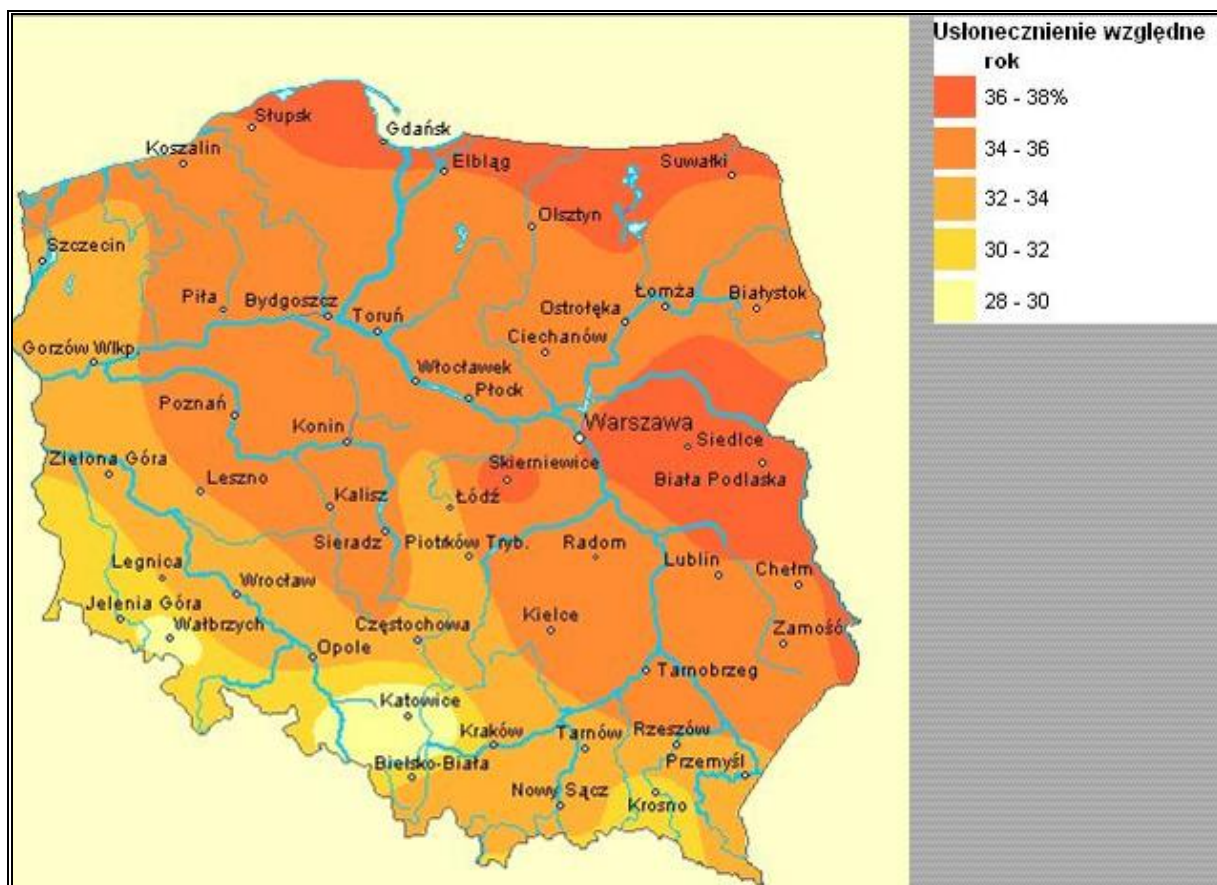 Usłonecznienie względne
rok
36 - 38%
34 - 36
32 - 34
30 - 32
28 - 30
Słupsk
Gdańsk
Koszalin
Elbląg
Suwałki
Olsztyn
Szczecin
Piła
Bydgoszcz
Toruń
Ostrołęka
Łomża
Białystok
Ciechanów
Gorzów Wlkp.
Włocławek
Płock
Poznań
Konin
Warszawa
Siedlce
Zielona Góra
Leszno
Skierniewice
Biała Podlaska
Kalisz
Łódź
Sieradz
Piotrków Tryb.
Radom
Lublin
Chełm
Legnica
Wrocław
Jelenia Góra
Wałbrzych
Częstochowa
Kielce
Zamość
Opole
Tarnobrzeg
Katowice
Kraków
Tarnów
Rzeszów
Bielsko-Biała
Przemyśl
Nowy Sącz
Krosno